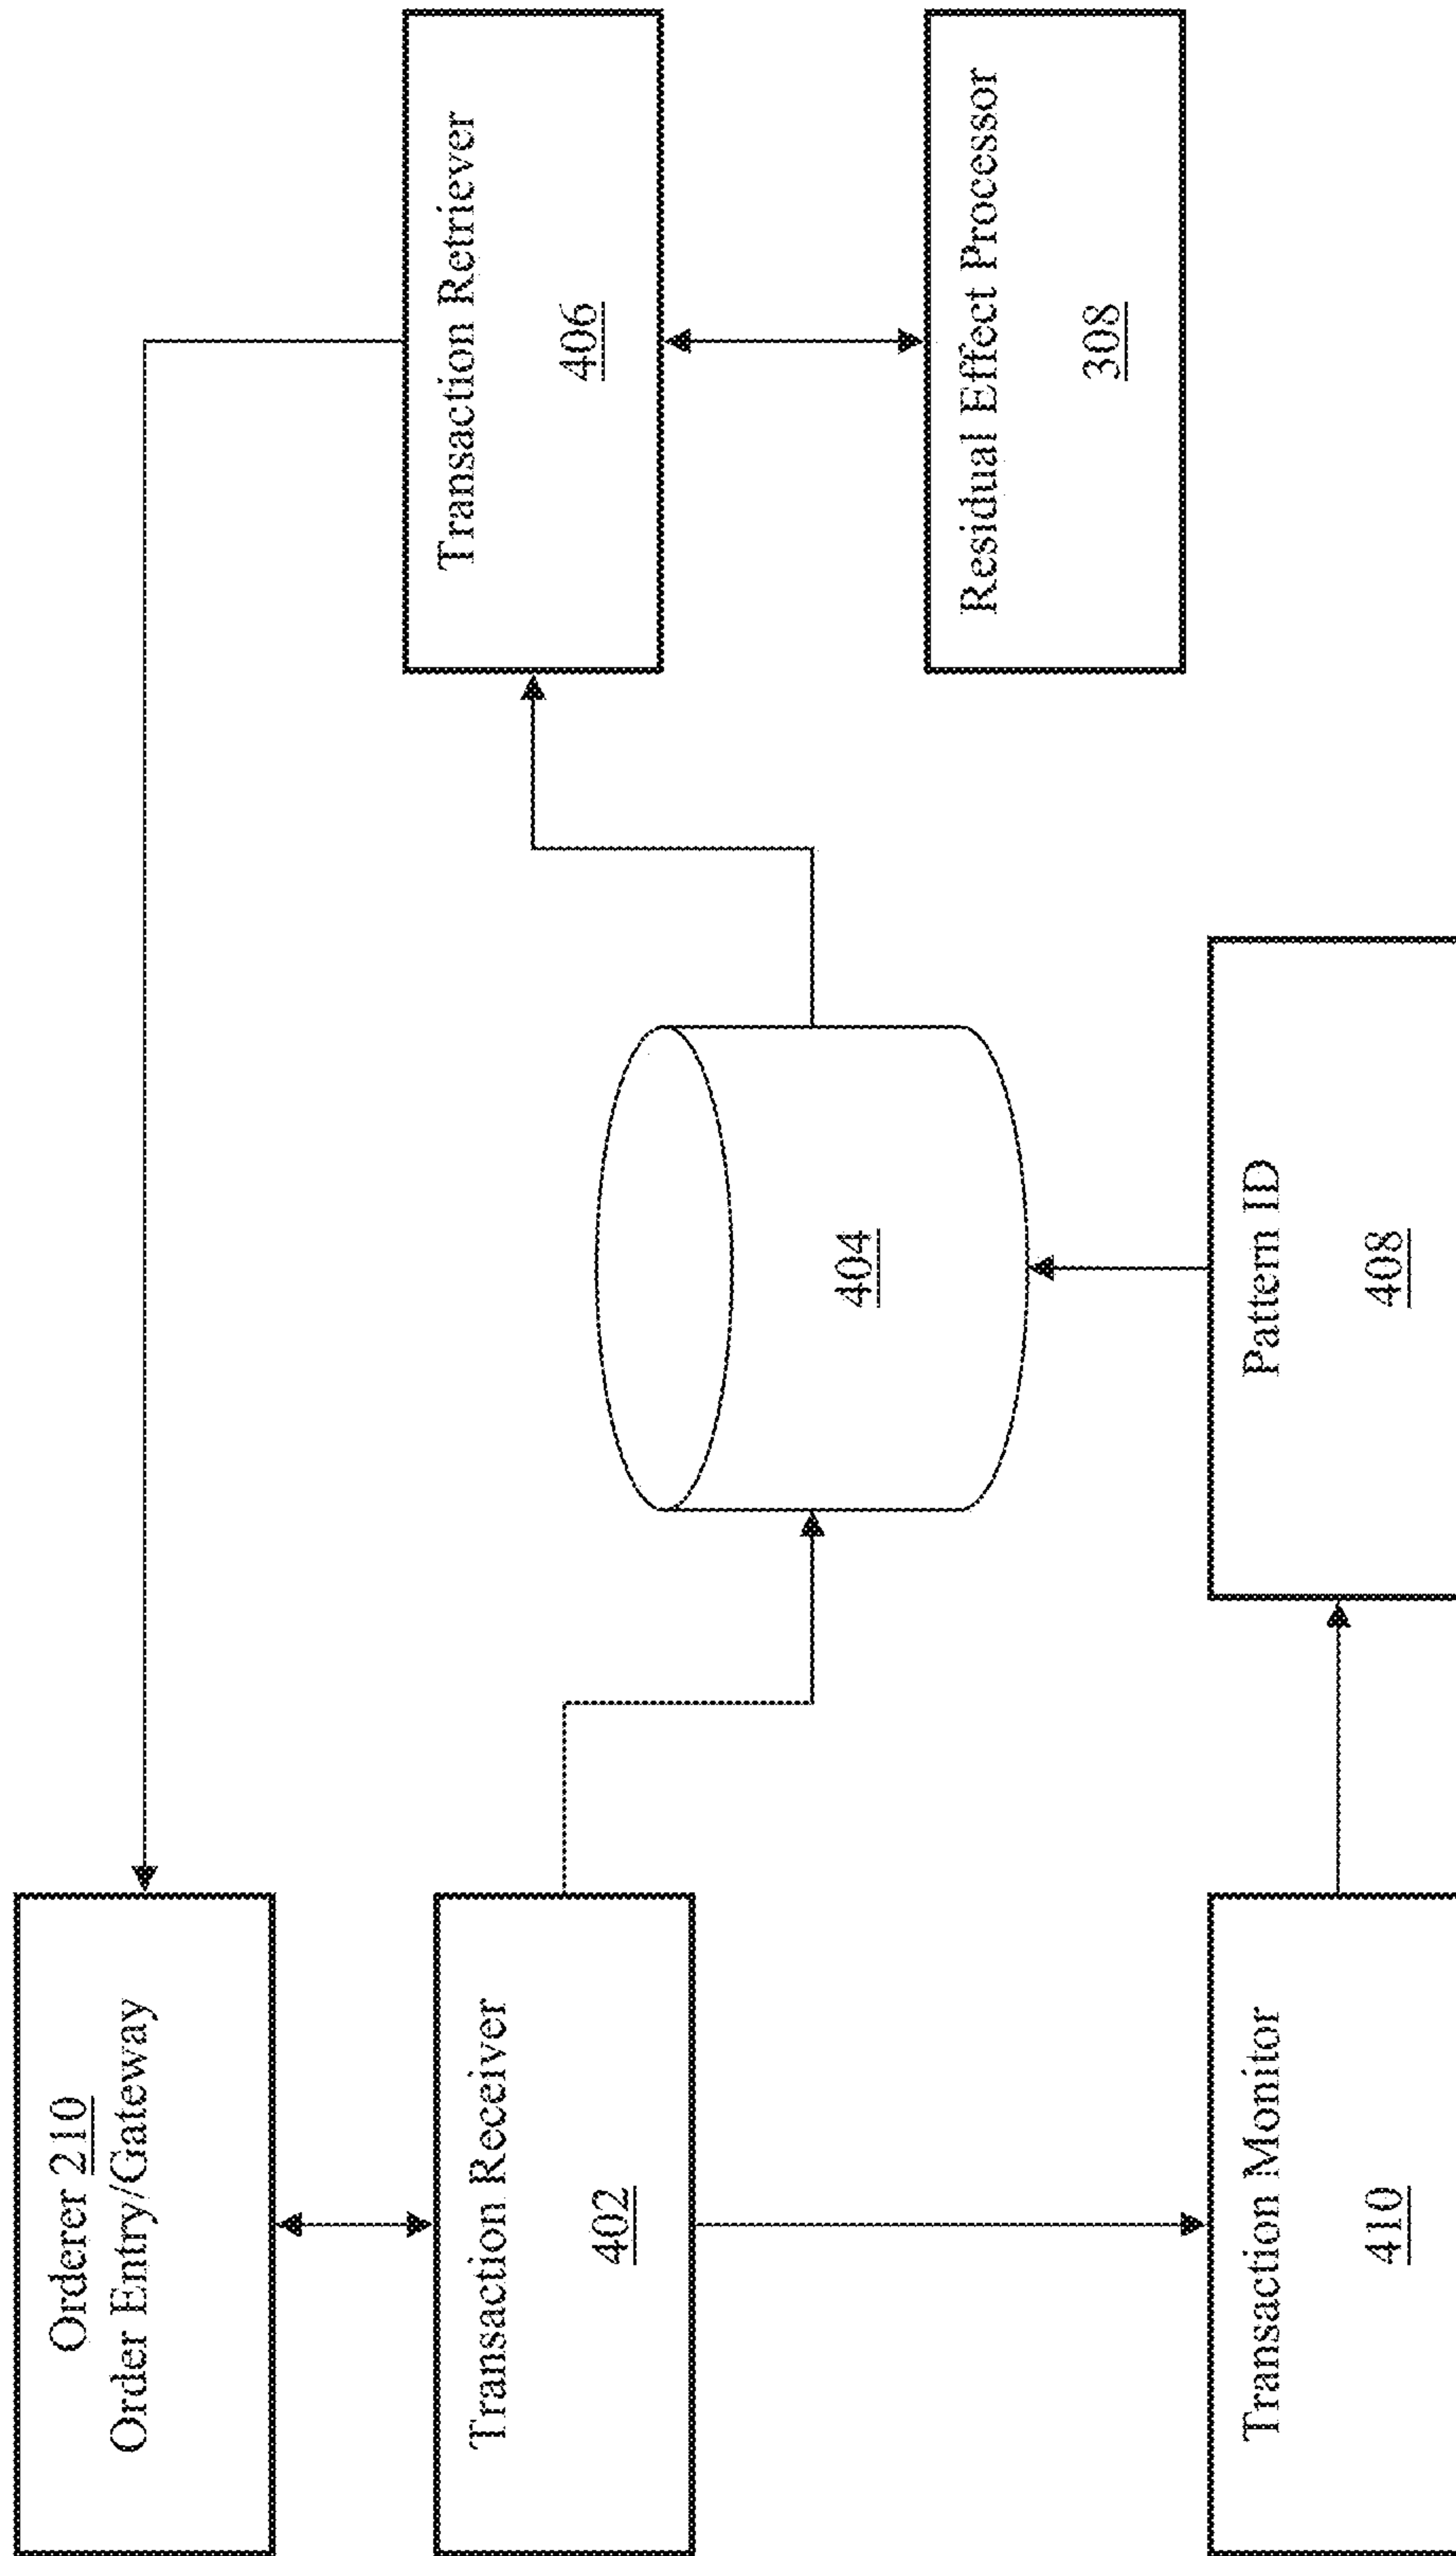 Orderer 210
Order Entry/Gateway
Transaction Receiver
402
Transaction Monitor
410
404
Pattern ID
408
Transaction Retriever
406
Residual Effect Processor
308